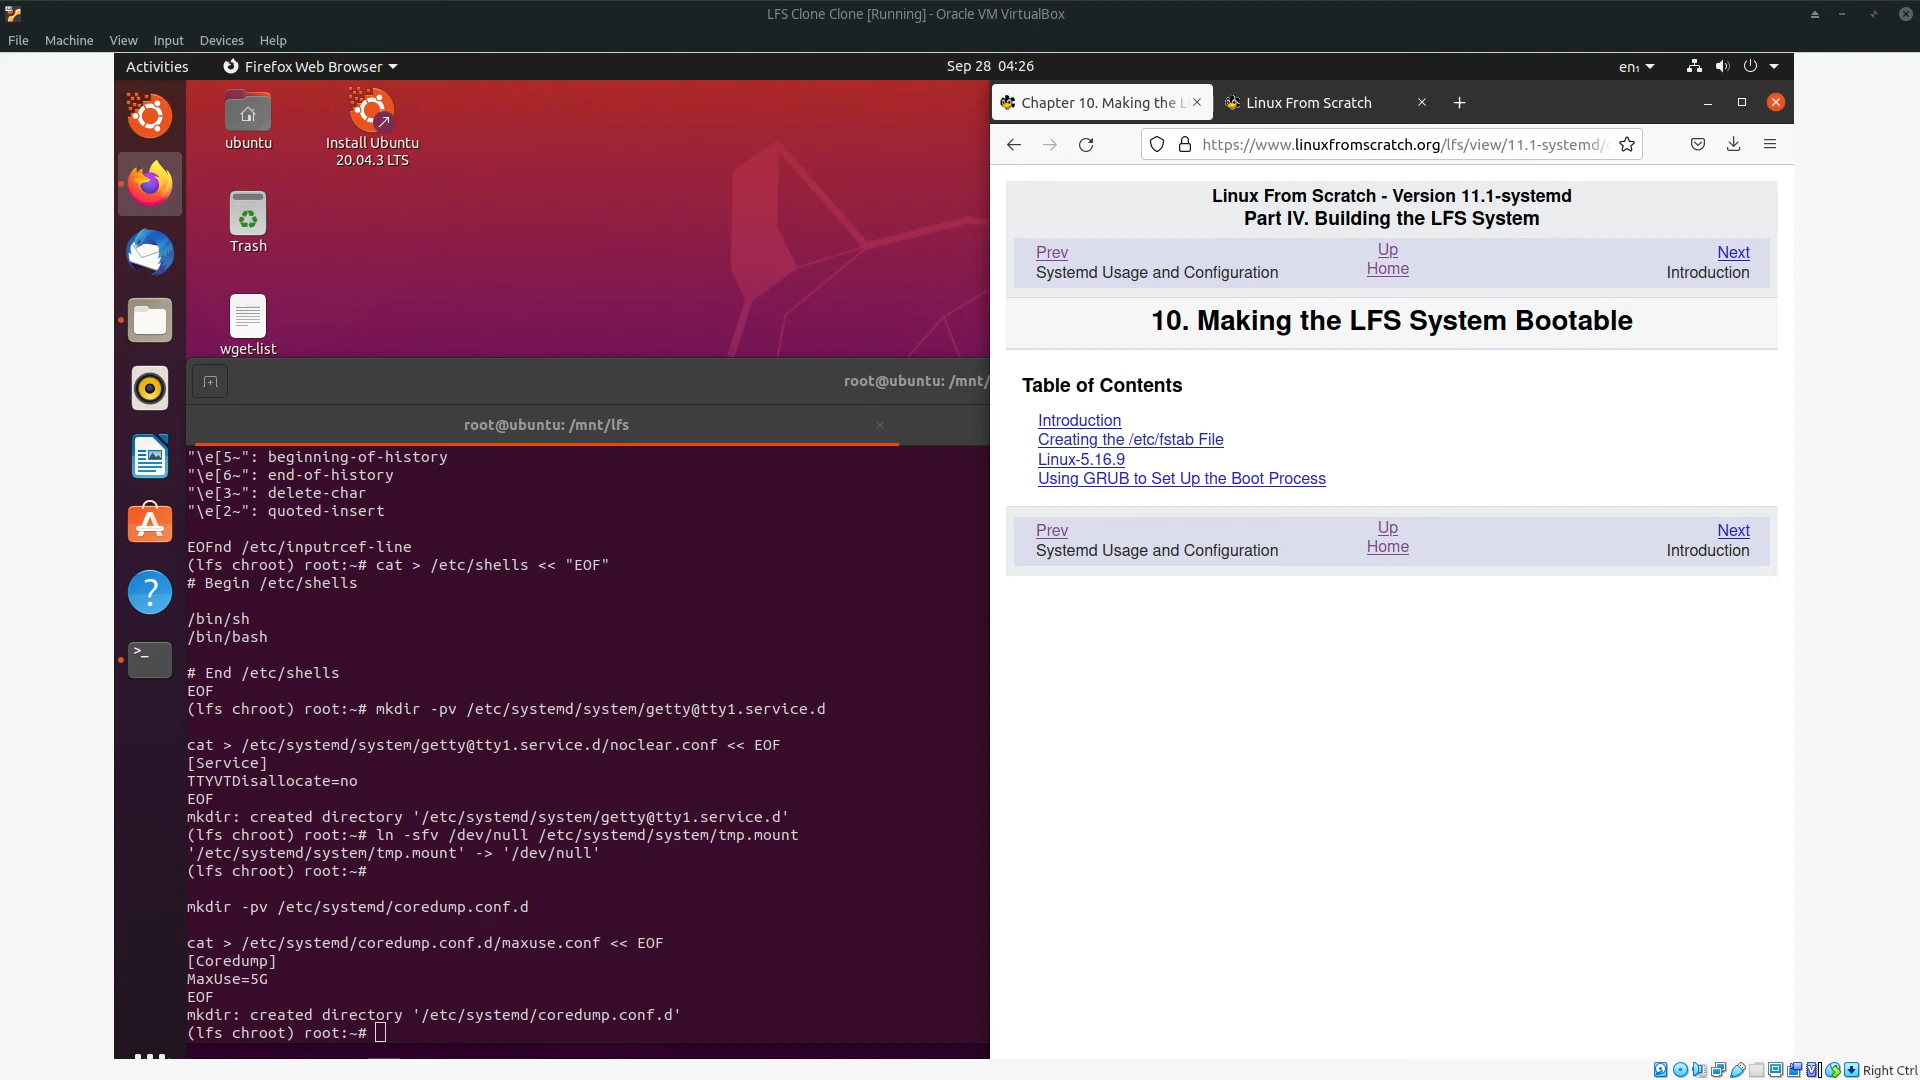 LFS Clone Clone [Running] - Oracle VM VirtualBox
File Machine View Input Devices Help
Activities Firefox Web Browser Sep 28 04:26 en₁
ubuntu
Install Ubuntu
20.04.3 LTS
Trash
wget-list
root@ubuntu: /mnt/
root@ubuntu: /mnt/lfs
"\e[5~": beginning-of-history
"\e[6~": end-of-history
"\e[3~": delete-char
"\e[2~": quoted-insert
EOFnd /etc/inputrcef-line
(lfs chroot) root:~# cat > /etc/shells << "EOF"
# Begin /etc/shells
/bin/sh
/bin/bash
# End /etc/shells
EOF
(lfs chroot) root:~# mkdir -pv /etc/systemd/system/getty@tty1.service.d
cat > /etc/systemd/system/getty@tty1.service.d/noclear.conf << EOF
[Service]
TTYVTDisallocate=no
EOF
mkdir: created directory '/etc/systemd/system/getty@tty1.service.d'
(lfs chroot) root:~# ln -sfv /dev/null /etc/systemd/system/tmp.mount
'/etc/systemd/system/tmp.mount' -> '/dev/null'
(lfs chroot) root:~#
mkdir -pv /etc/systemd/coredump.conf.d
cat > /etc/systemd/coredump.conf.d/maxuse.conf << EOF
[Coredump]
MaxUse=5G
EOF
mkdir: created directory '/etc/systemd/coredump.conf.d'
(lfs chroot) root:~#
Chapter 10. Making the L
Linux From Scratch
https://www.linuxfromscratch.org/lfs/view/11.1-systemd/
Linux From Scratch - Version 11.1-systemd
Part IV. Building the LFS System
Prev Up Next
Systemd Usage and Configuration Home Introduction
10. Making the LFS System Bootable
Table of Contents
Introduction
Creating the /etc/fstab File
Linux-5.16.9
Using GRUB to Set Up the Boot Process
Prev Up Next
Systemd Usage and Configuration Home Introduction
Right Ctrl